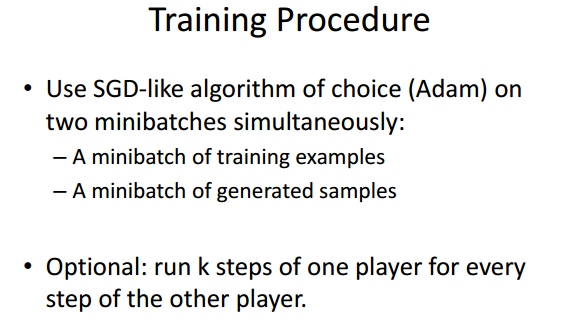 Training Procedure
• Use SGD-like algorithm of choice (Adam) on
two minibatches simultaneously:
– A minibatch of training examples
– A minibatch of generated samples
• Optional: run k steps of one player for every
step of the other player.